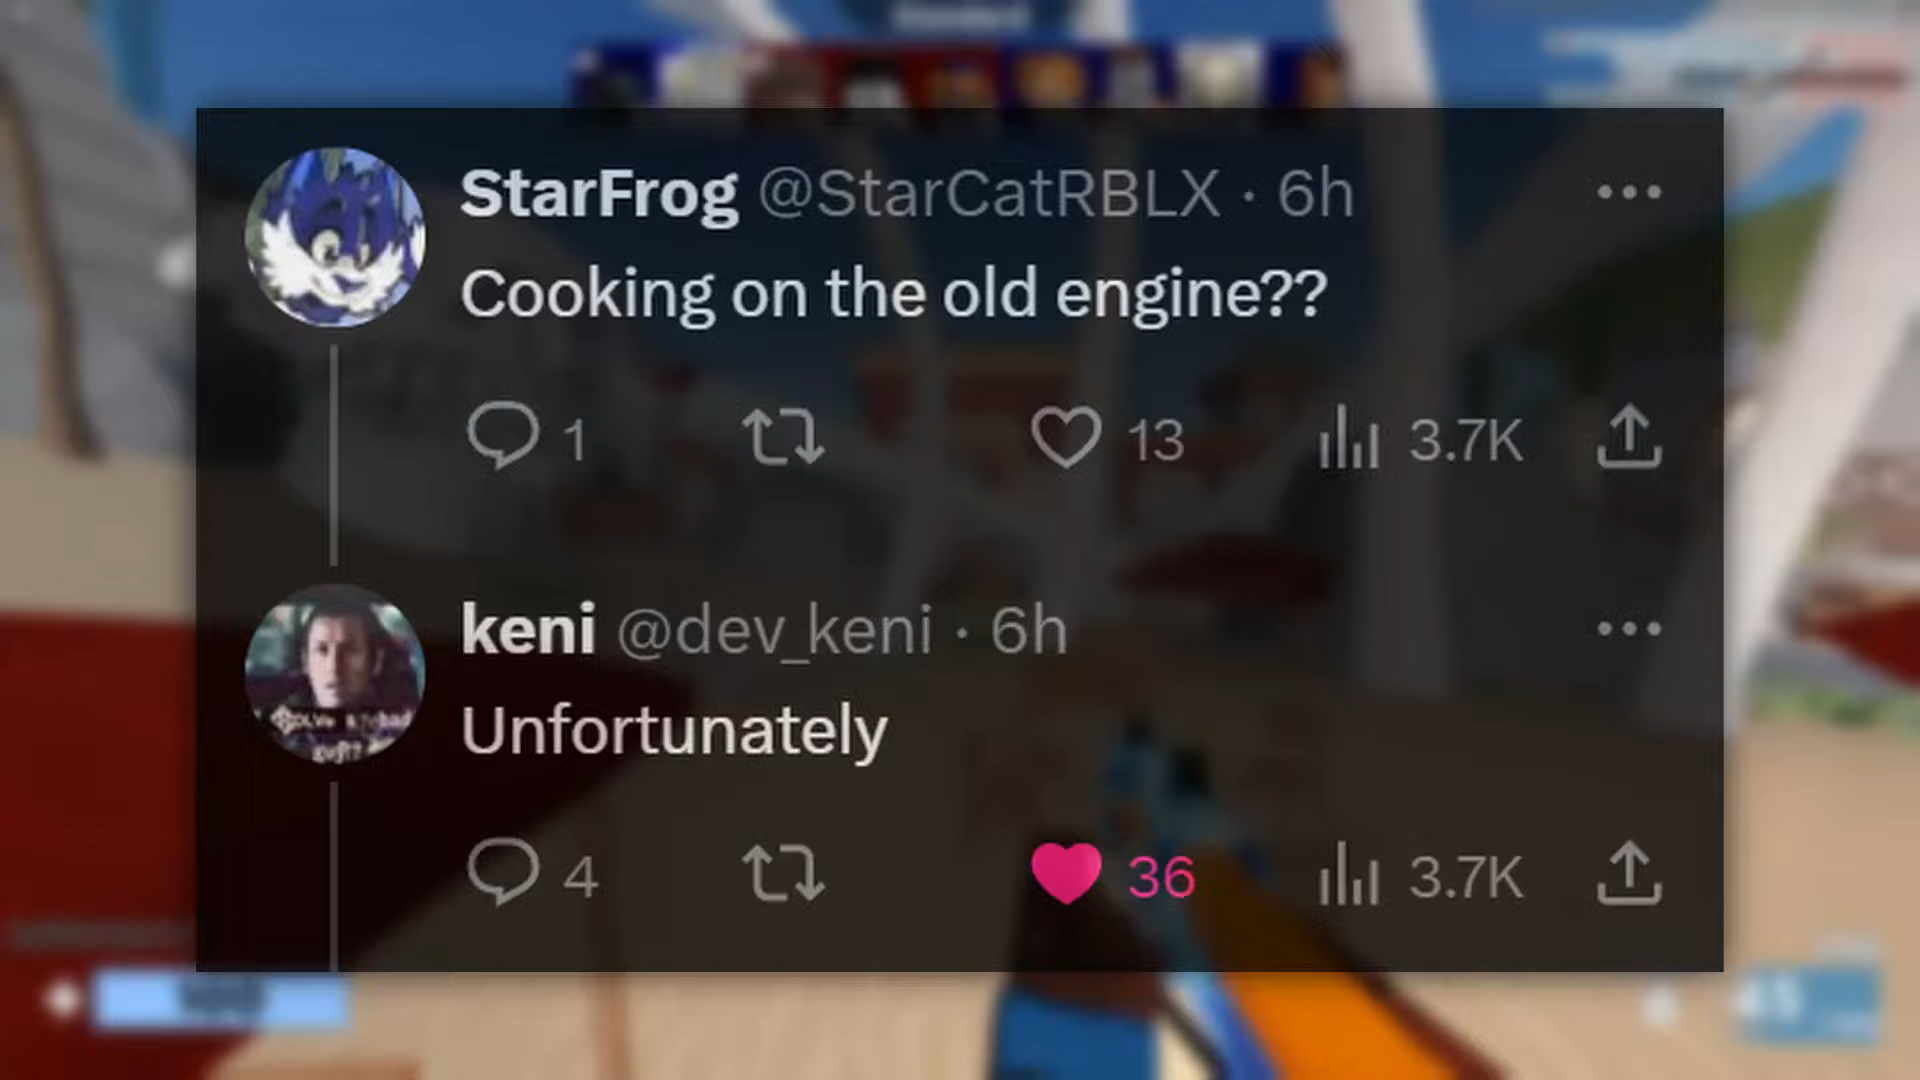 StarFrog @StarCatRBLX · 6h
Cooking on the old engine??
1 13 3.7K
keni @dev_keni · 6h
Unfortunately
4 36 3.7K
45